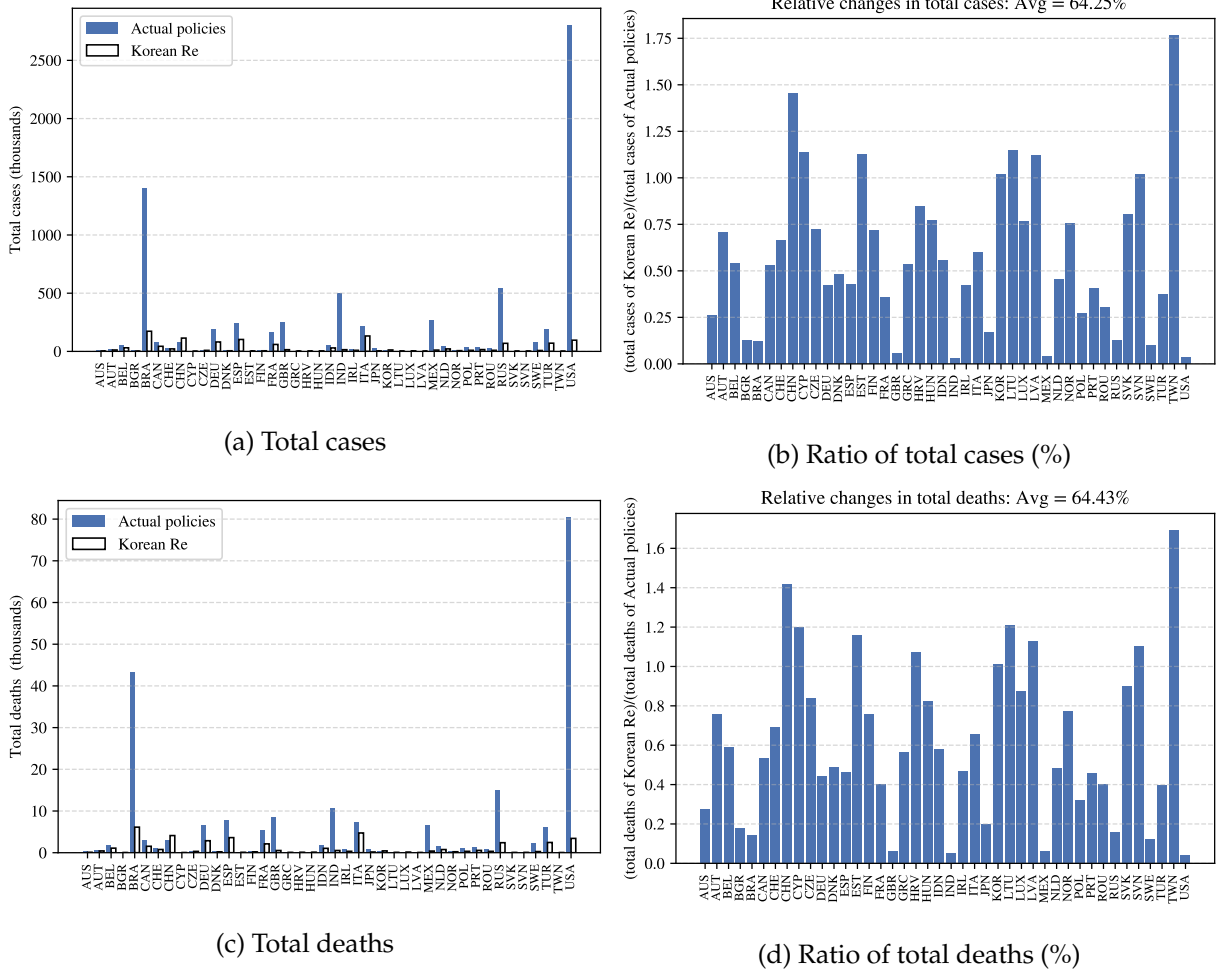 Actual policies
Korean Re
Total cases (thousands)
2500
2000
1500
1000
500
0
AUS AUT BEL BGR BRA CAN CHE CHN CYP CZE DEU DNK ESP EST FIN FRA GBR GRC HRV HUN IDN IND IRL ITA JPN KOR LTU LUX LVA MEX NLD NOR POL PRT ROU RUS SVK SVN SWE TUR TWN USA
(a) Total cases
Relative changes in total cases: Avg = 64.25%
(total cases of Korean Re)/(total cases of Actual policies)
1.75
1.50
1.25
1.00
0.75
0.50
0.25
0.00
AUS AUT BEL BGR BRA CAN CHE CHN CYP CZE DEU DNK ESP EST FIN FRA GBR GRC HRV HUN IDN IND IRL ITA JPN KOR LTU LUX LVA MEX NLD NOR POL PRT ROU RUS SVK SVN SWE TUR TWN USA
(b) Ratio of total cases (%)
Actual policies
Korean Re
Total deaths (thousands)
80
70
60
50
40
30
20
10
0
AUS AUT BEL BGR BRA CAN CHE CHN CYP CZE DEU DNK ESP EST FIN FRA GBR GRC HRV HUN IDN IND IRL ITA JPN KOR LTU LUX LVA MEX NLD NOR POL PRT ROU RUS SVK SVN SWE TUR TWN USA
(c) Total deaths
Relative changes in total deaths: Avg = 64.43%
(total deaths of Korean Re)/(total deaths of Actual policies)
1.6
1.4
1.2
1.0
0.8
0.6
0.4
0.2
0.0
AUS AUT BEL BGR BRA CAN CHE CHN CYP CZE DEU DNK ESP EST FIN FRA GBR GRC HRV HUN IDN IND IRL ITA JPN KOR LTU LUX LVA MEX NLD NOR POL PRT ROU RUS SVK SVN SWE TUR TWN USA
(d) Ratio of total deaths (%)